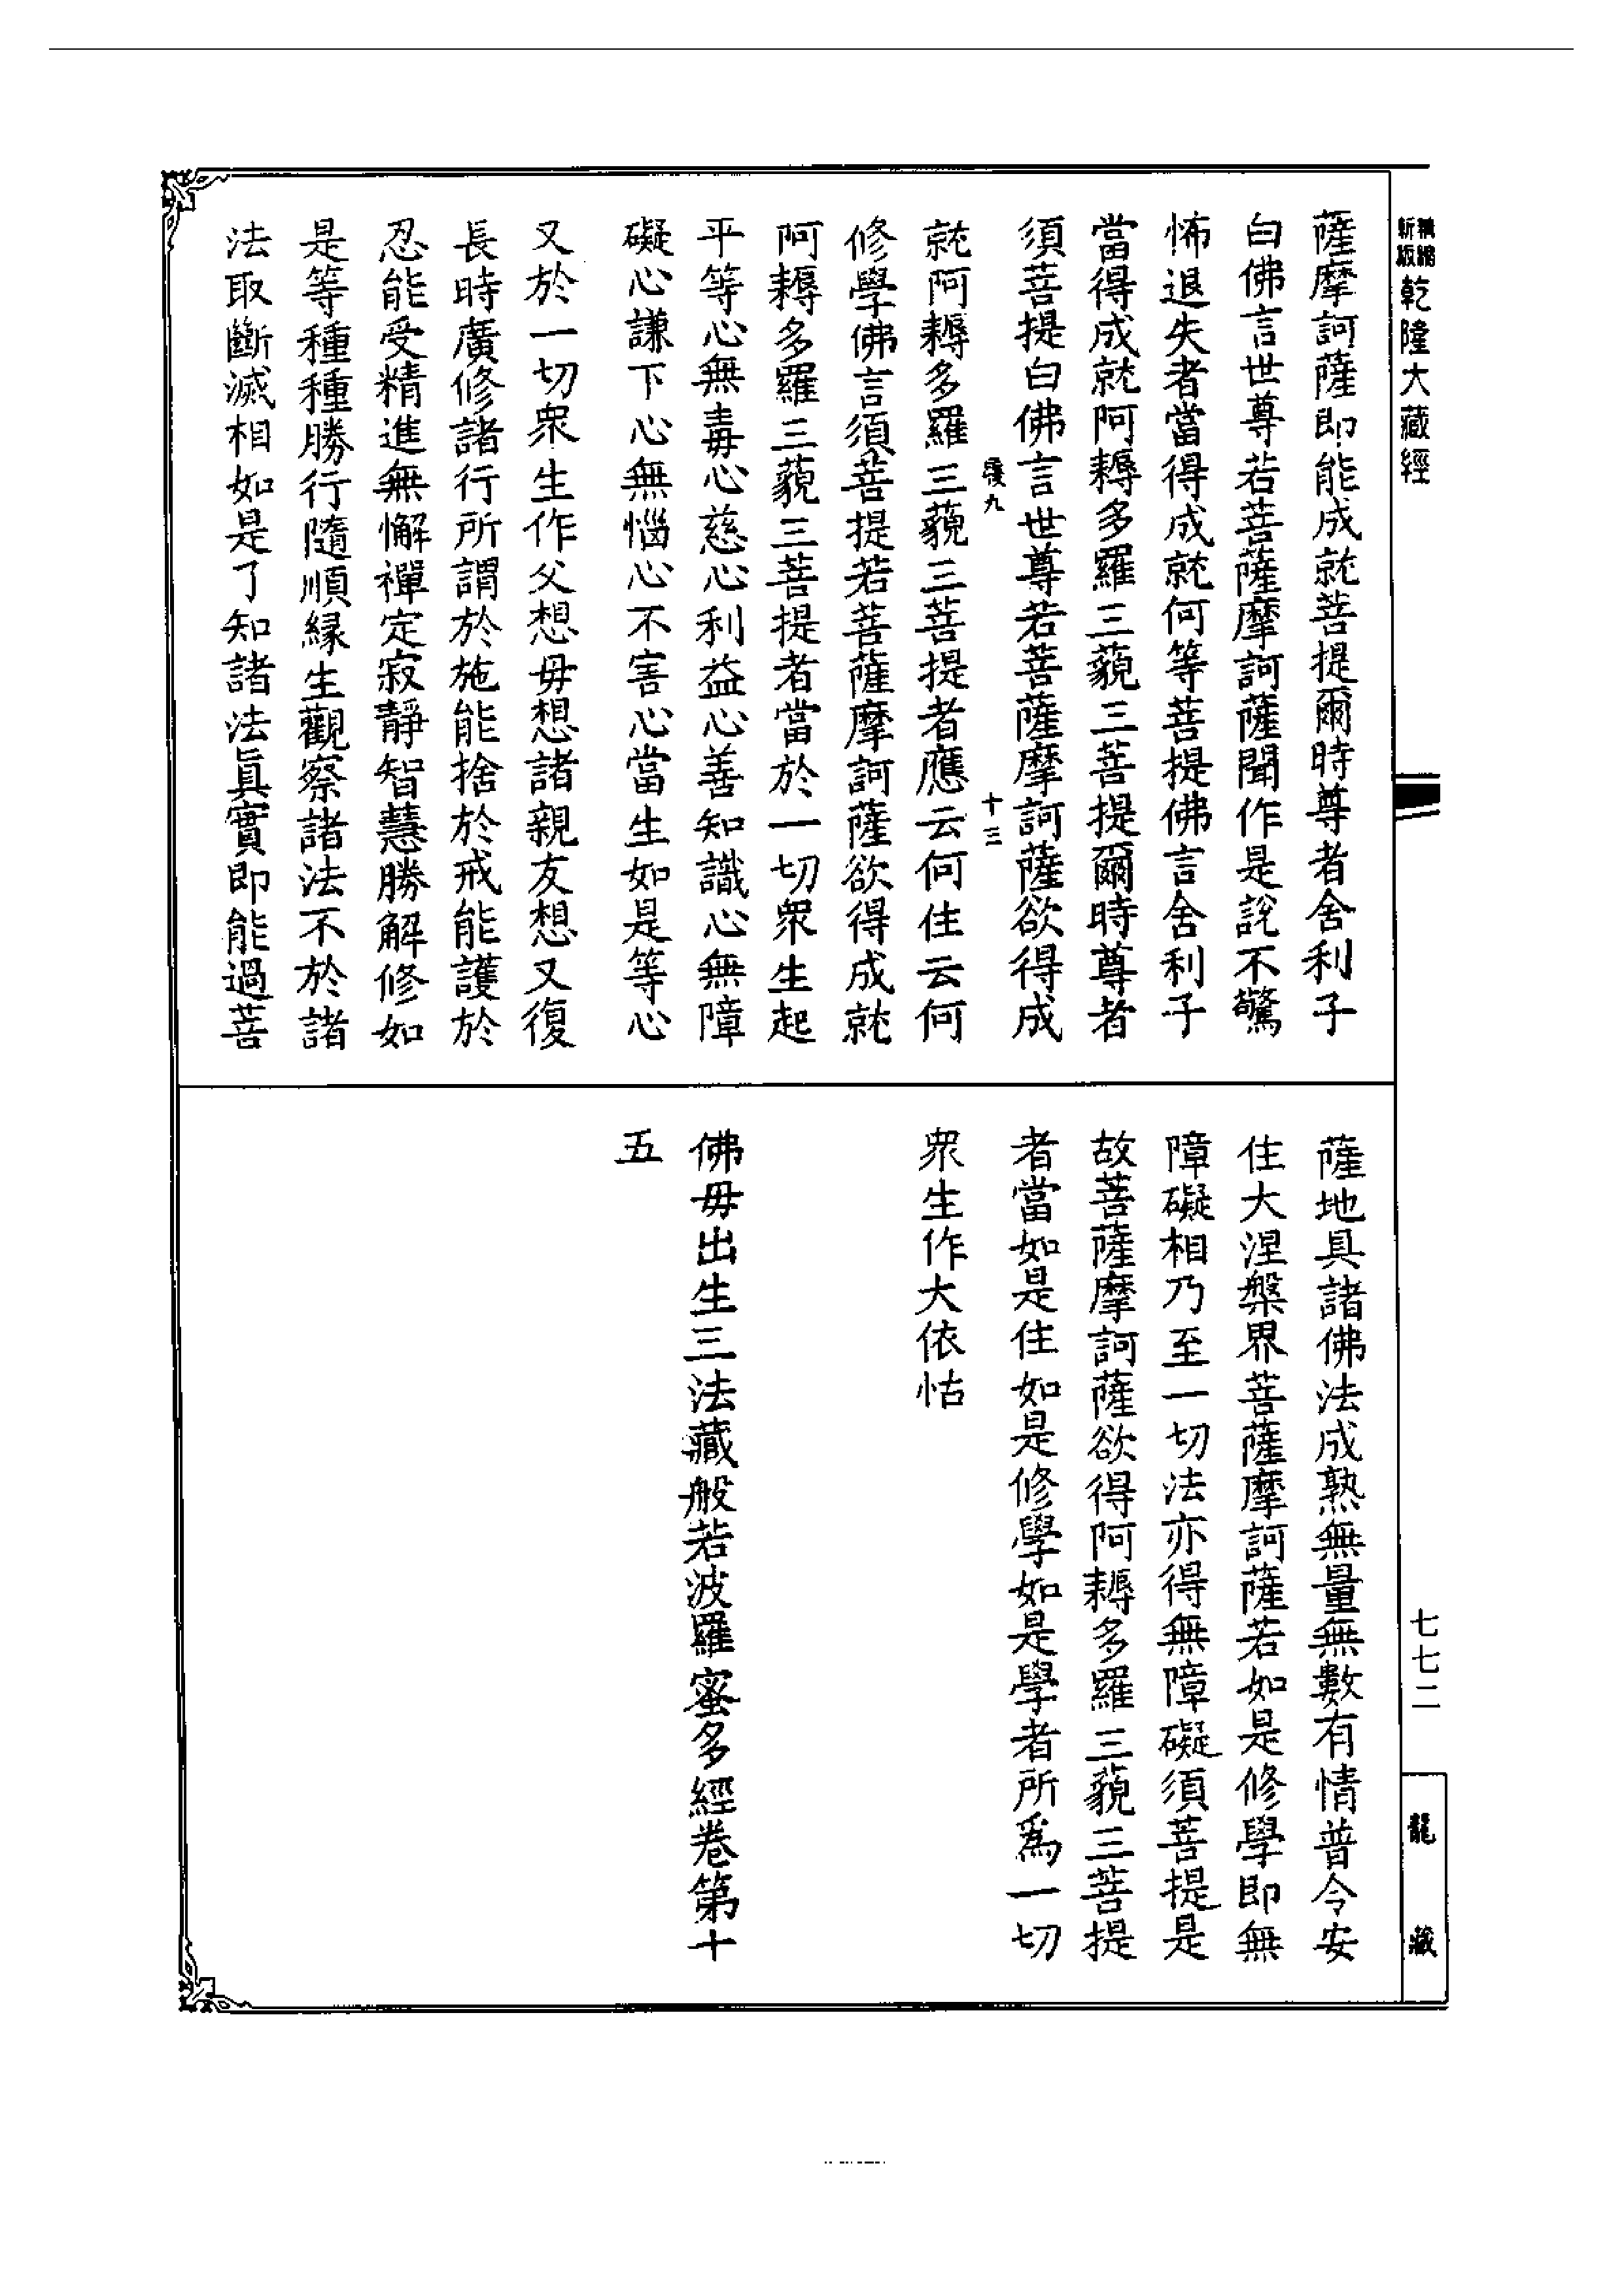 精縮新版乾隆大藏經
七七二
龍藏
薩摩訶薩即能成就菩提爾時尊者舍利子
白佛言世尊若菩薩摩訶薩聞作是說不驚
怖退失者當得成就何等菩提佛言舍利子
當得成就阿耨多羅三藐三菩提爾時尊者
須菩提白佛言世尊若菩薩摩訶薩欲得成
十三
就阿耨多羅三藐三菩提者應云何住云何
修學佛言須菩提若菩薩摩訶薩欲得成就
阿耨多羅三藐三菩提者當於一切衆生起
平等心無毒心慈心利益心善知識心無障
礙心謙下心無惱心不害心當生如是等心
又於一切衆生作父想毋想諸親友想又復
長時廣修諸行所謂於施能捨於戒能護於
忍能受精進無懈禪定寂靜智慧勝解修如
是等種種勝行隨順緣生觀察諸法不於諸
法取斷滅相如是了知諸法眞實即能過菩
薩地具諸佛法成熟無量無數有情普令安
住大涅槃界菩薩摩訶薩若如是修學即無
障礙相乃至一切法亦得無障礙須菩提是
故菩薩摩訶薩欲得阿耨多羅三藐三菩提
者當如是住如是修學如是學者所爲一切
衆生作大依怙
佛毋出生三法藏般若波羅蜜多經卷第十
五